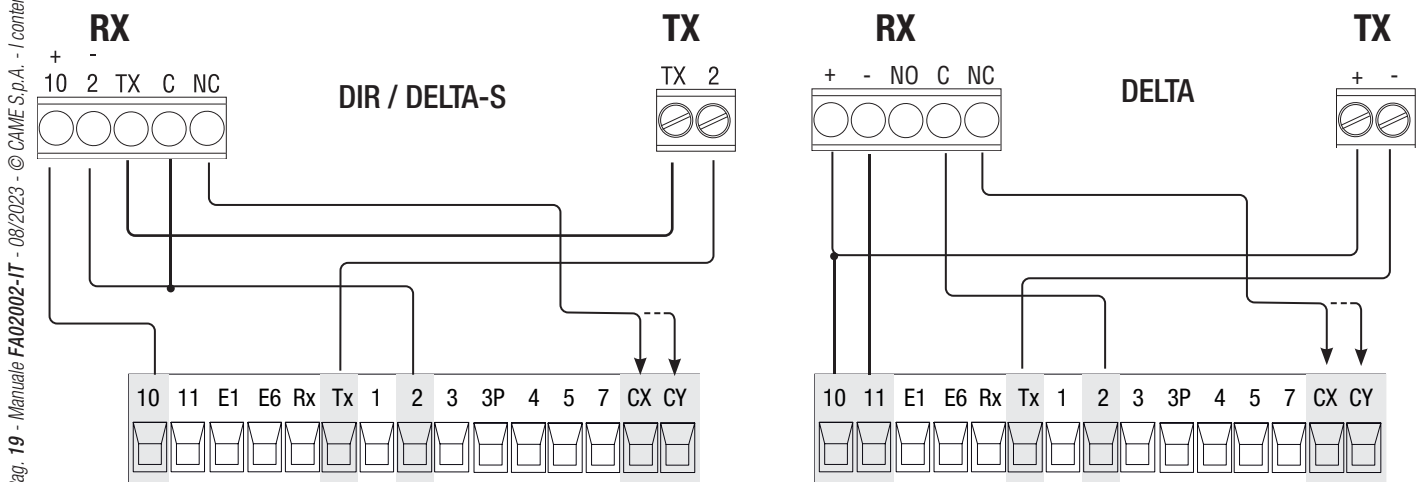 ag. 19 - Manuale FA02002-IT - 08/2023 - © CAME S.p.A. - I conten
RX
TX
+ -
10 2 TX C NC
TX 2
DIR / DELTA-S
10 11 E1 E6 Rx Tx 1 2 3 3P 4 5 7 CX CY
RX
TX
+ - NO C NC
+ -
DELTA
10 11 E1 E6 Rx Tx 1 2 3 3P 4 5 7 CX CY